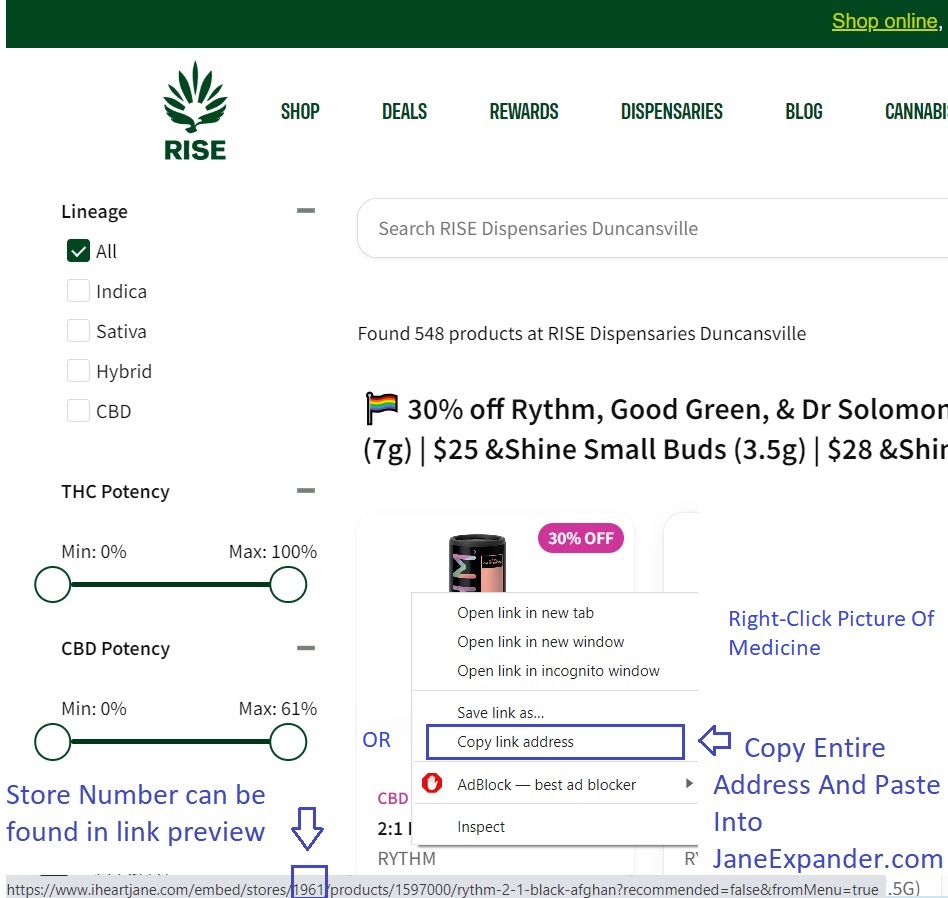 Shop online,
RISE
SHOP DEALS REWARDS DISPENSARIES BLOG CANNABIS
Lineage
All
Indica
Sativa
Hybrid
CBD
THC Potency
Min: 0% Max: 100%
CBD Potency
Min: 0% Max: 61%
Store Number can be
found in link preview
Search RISE Dispensaries Duncansville
Found 548 products at RISE Dispensaries Duncansville
30% off Rythm, Good Green, & Dr Solomon
(7g) | $25 &Shine Small Buds (3.5g) | $28 &Shin
30% OFF
Open link in new tab
Open link in new window
Open link in incognito window
Save link as...
Copy link address
AdBlock — best ad blocker
Inspect
OR
CBD
2:1
RYTHM
Right-Click Picture Of
Medicine
Copy Entire
Address And Paste
Into
JaneExpander.com
https://www.iheartjane.com/embed/stores/1961/products/1597000/rythm-2-1-black-afghan?recommended=false&fromMenu=true
.5G)